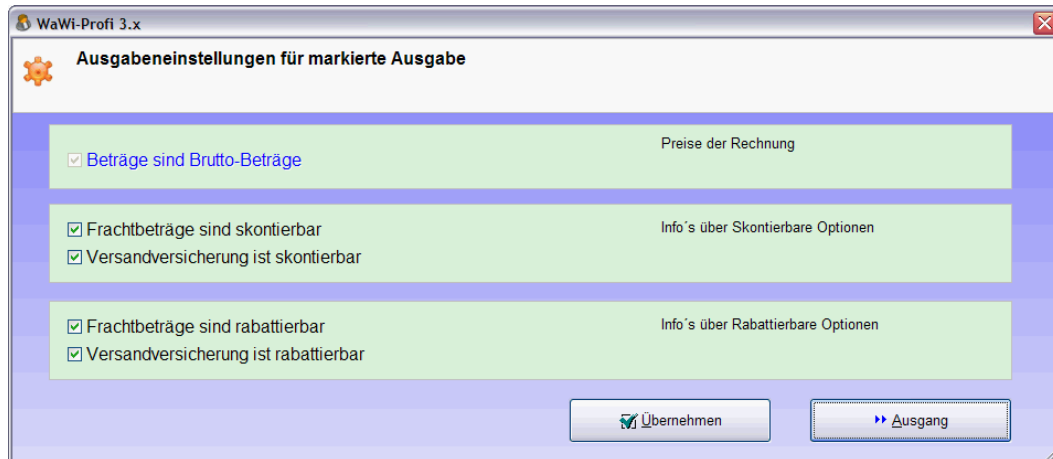 WaWi-Profi 3.x
Ausgabeneinstellungen für markierte Ausgabe
Beträge sind Brutto-Beträge
Preise der Rechnung
Frachtbeträge sind skontierbar
Info´s über Skontierbare Optionen
Versandversicherung ist skontierbar
Frachtbeträge sind rabattierbar
Info´s über Rabattierbare Optionen
Versandversicherung ist rabattierbar
Übernehmen
Ausgang